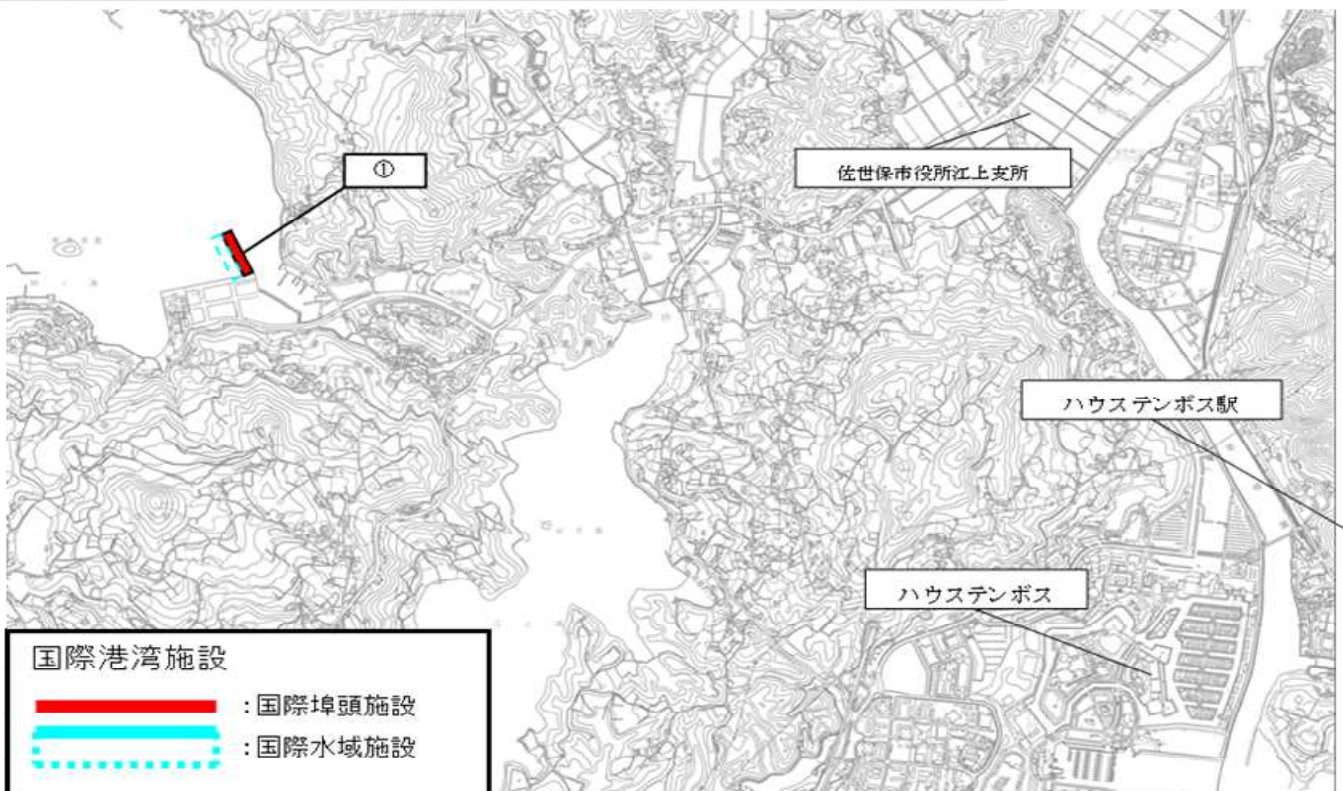 ①
佐世保市役所江上支所
ハウステンボス駅
ハウステンボス
国際港湾施設
：国際埠頭施設
：国際水域施設